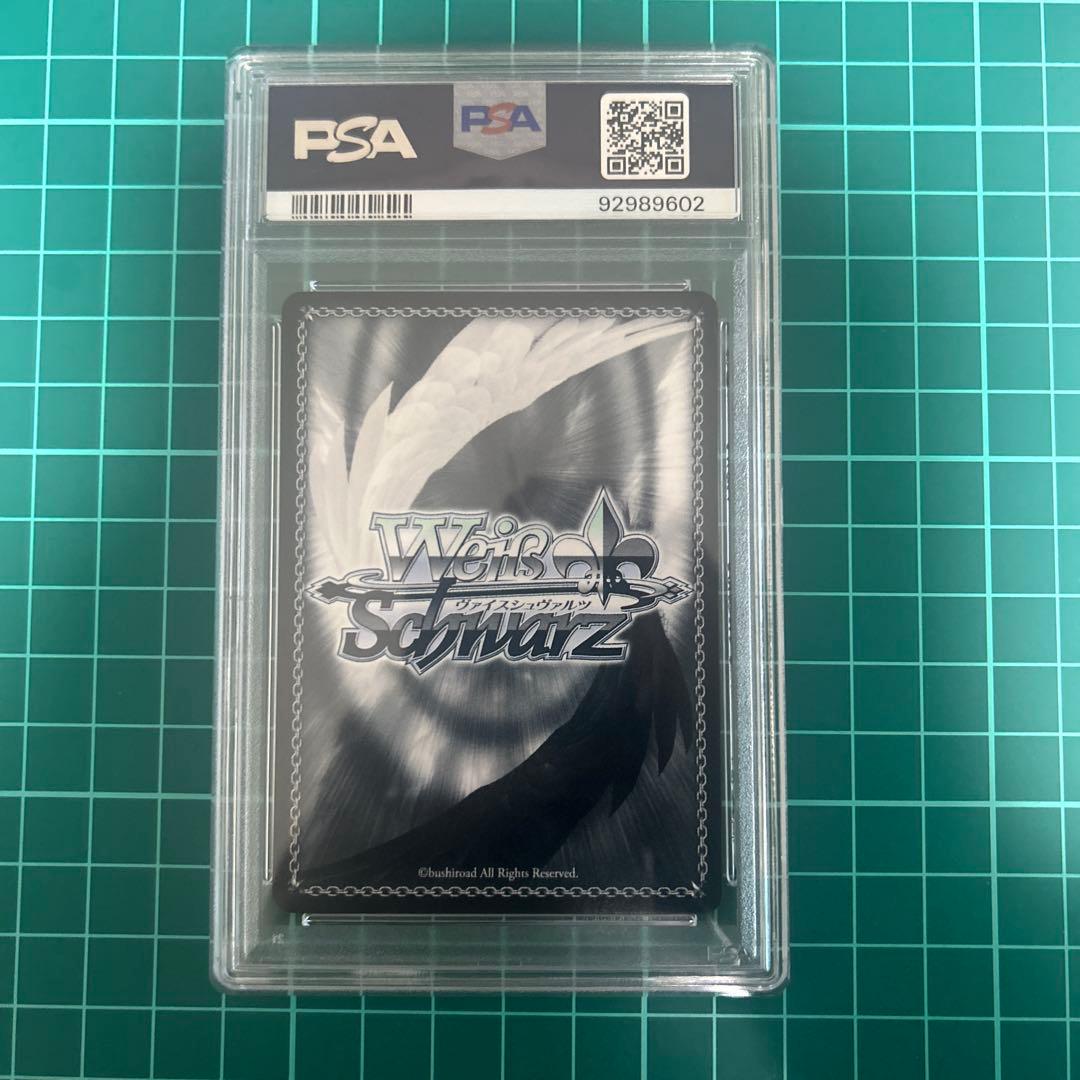 PSA
PSA
92989602
Weiß
ヴァイスシュヴァルツ
Schwarz
©bushiroad All Rights Reserved.